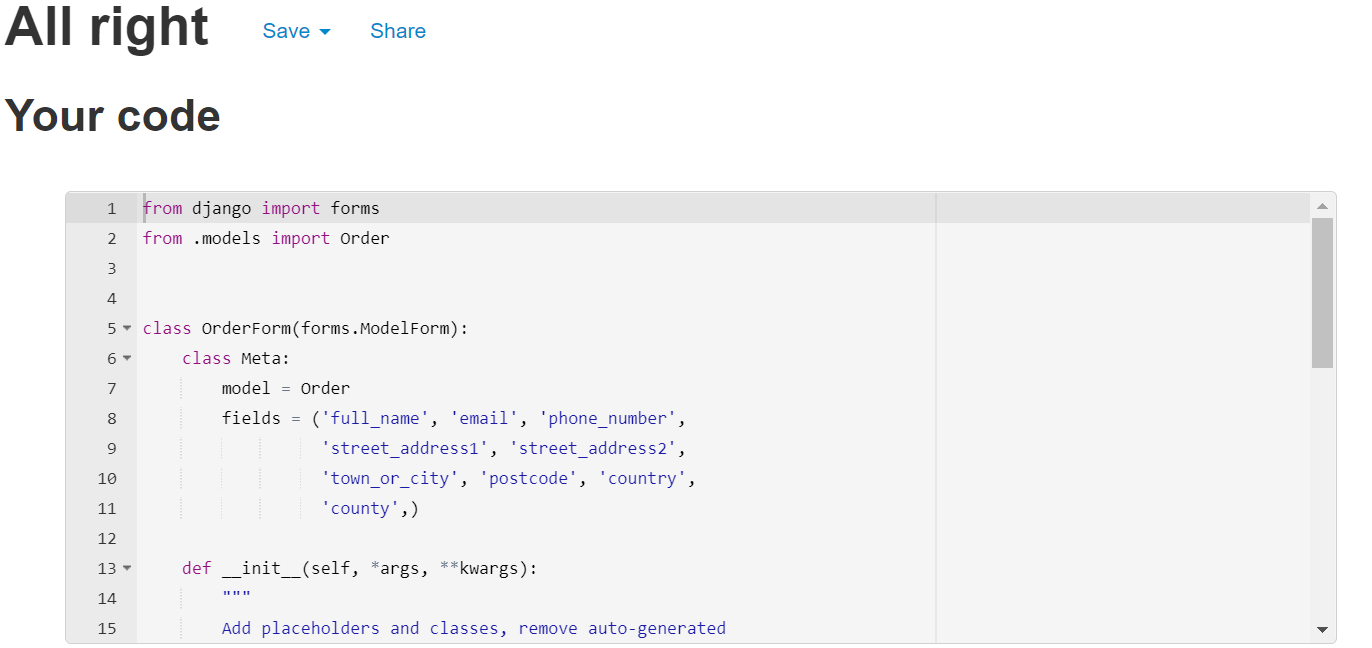 All right Save Share
Your code
1 from django import forms
2 from .models import Order
3
4
5 class OrderForm(forms.ModelForm):
6     class Meta:
7         model = Order
8         fields = ('full_name', 'email', 'phone_number',
9                   'street_address1', 'street_address2',
10                   'town_or_city', 'postcode', 'country',
11                   'county',)
12
13     def __init__(self, *args, **kwargs):
14         """
15         Add placeholders and classes, remove auto-generated